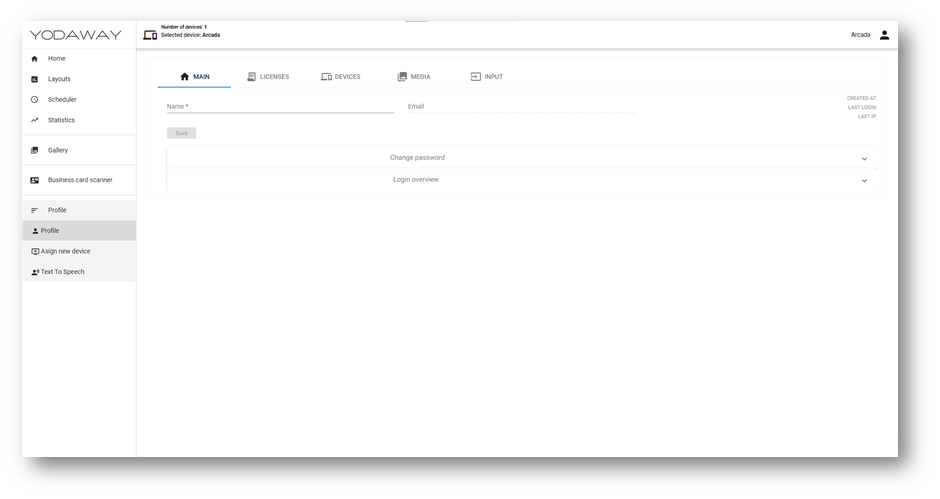 YODAWAY
Number of devices: 1
Selected device: Arcada
Arcada
Home
Layouts
Scheduler
Statistics
Gallery
Business card scanner
Profile
Profile
Asign new device
Text To Speech
MAIN
LICENSES
DEVICES
MEDIA
INPUT
Name *
Email
CREATED AT:
LAST LOGIN:
LAST IP:
Save
Change password
Login overview